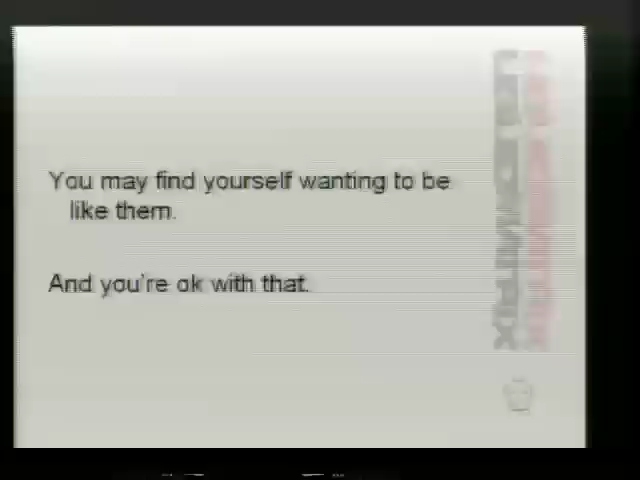 You may find yourself wanting to be
like them.
And you're ok with that.